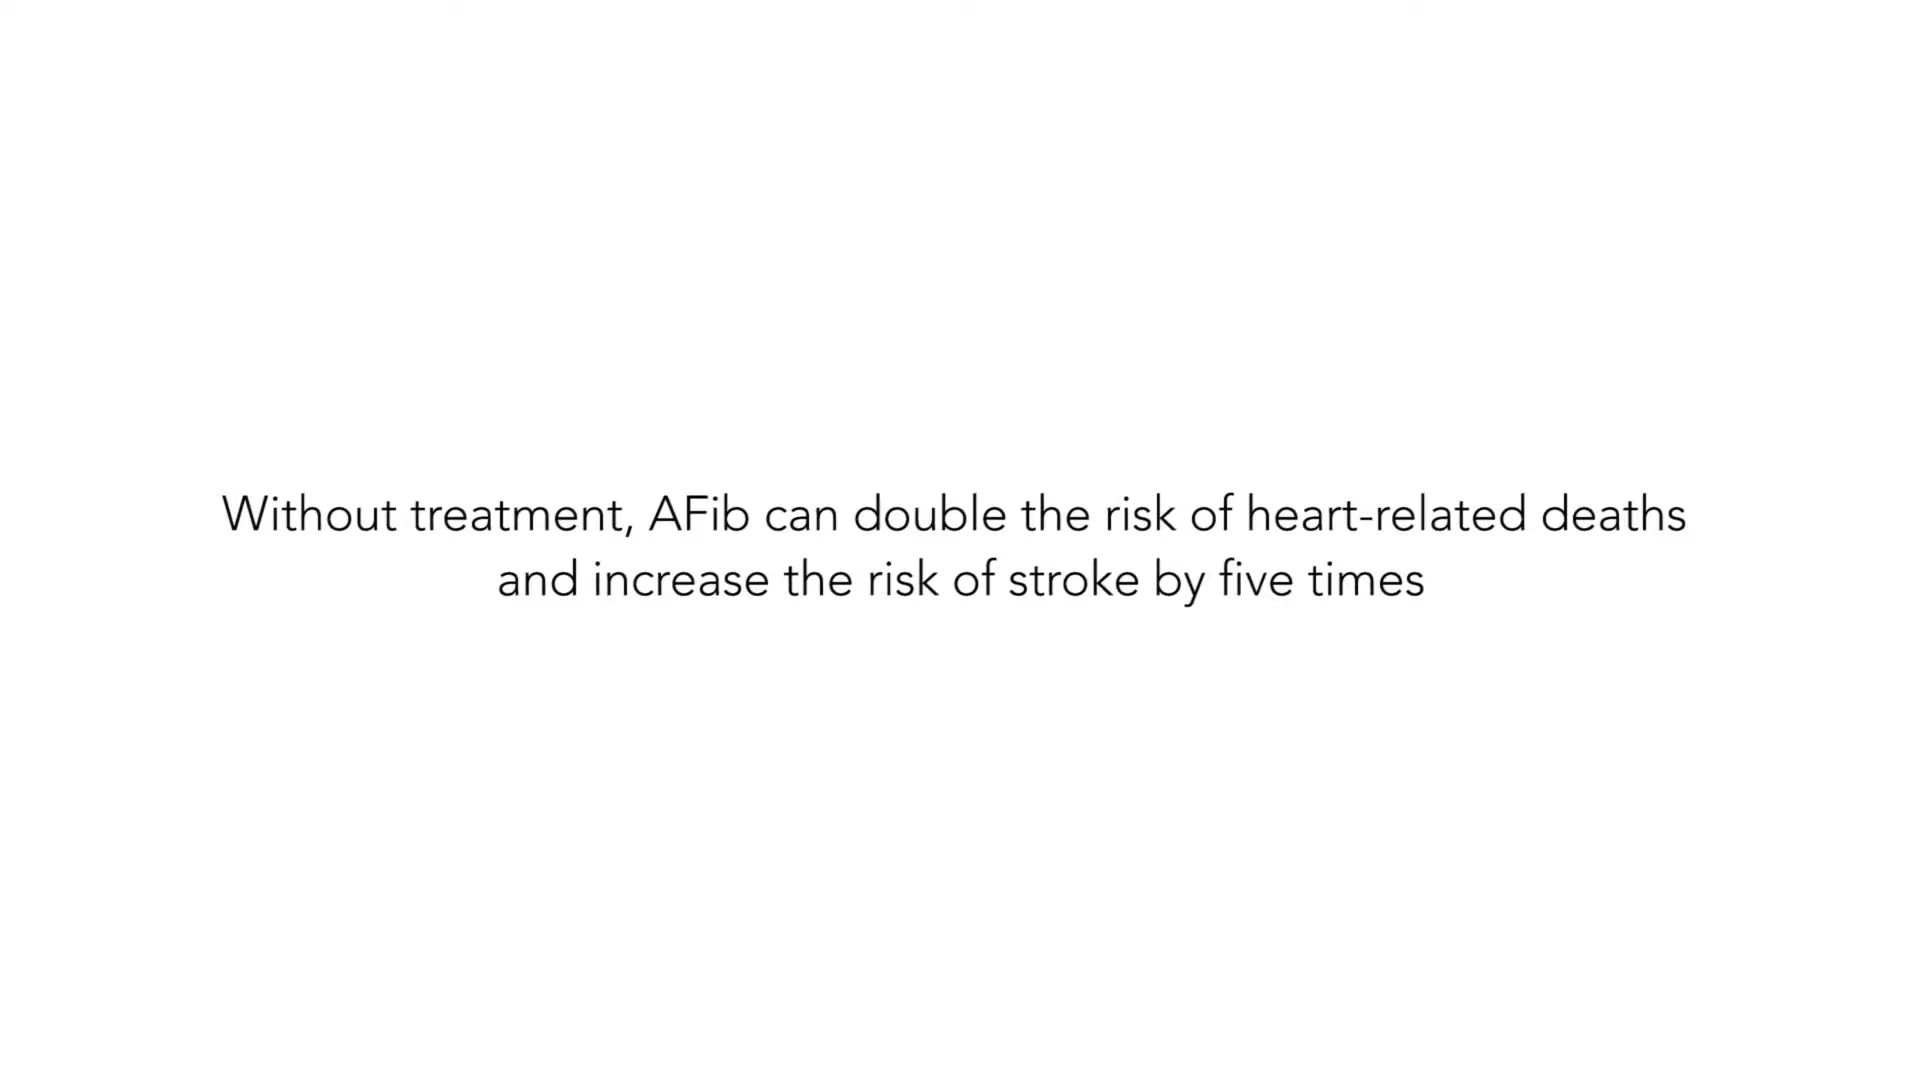 Without treatment, AFib can double the risk of heart-related deaths
and increase the risk of stroke by five times